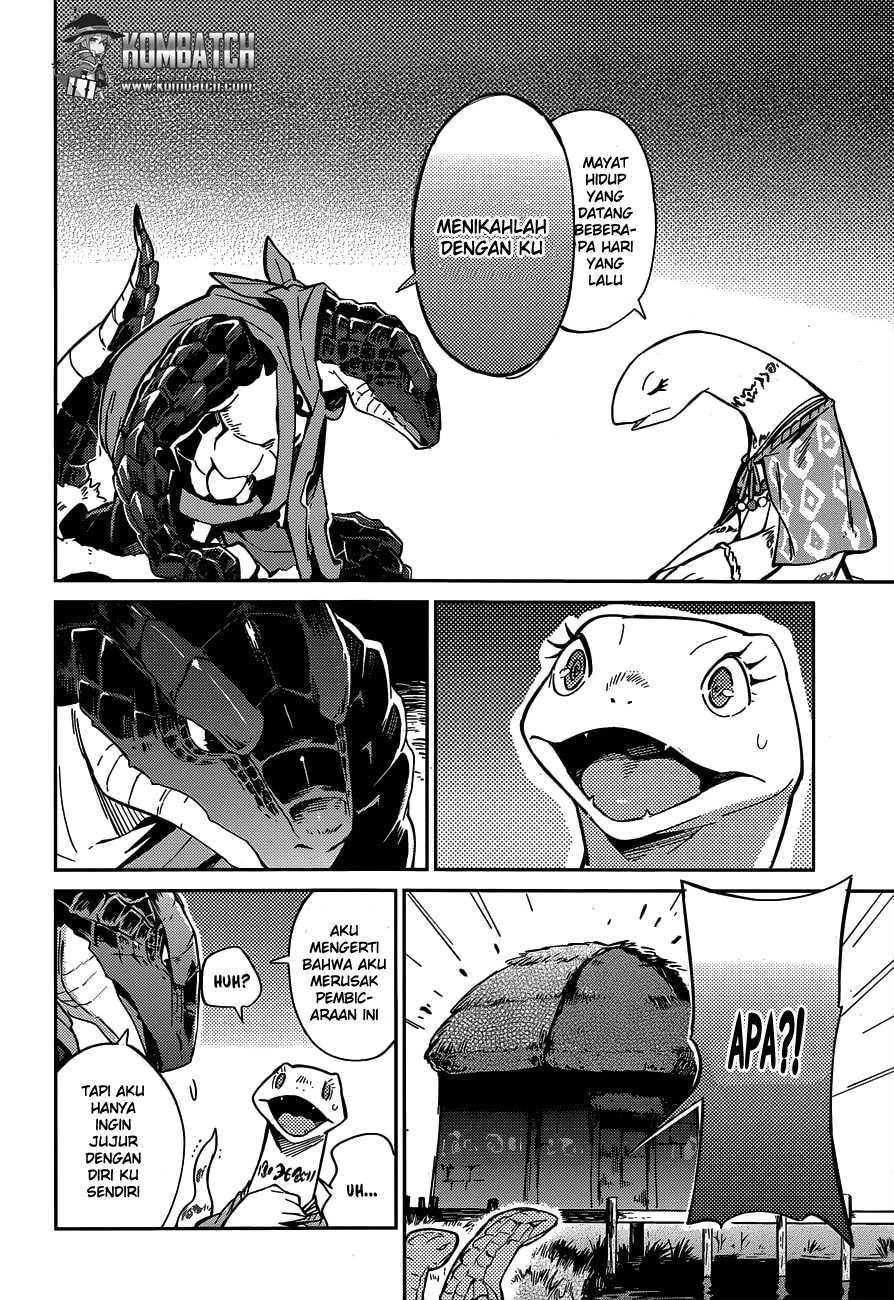 KOMBATCH
www.kombatch.com
MAYAT
HIDUP
YANG
DATANG
BEBERA-
PA HARI
YANG
LALU
MENIKAHLAH
DENGAN KU
APA?!
AKU
MENGERTI
BAHWA AKU
MERUSAK
PEMBIC-
ARAAN INI
HUH?
TAPI AKU
HANYA
INGIN
JUJUR
DENGAN
DIRI KU
SENDIRI
UH...